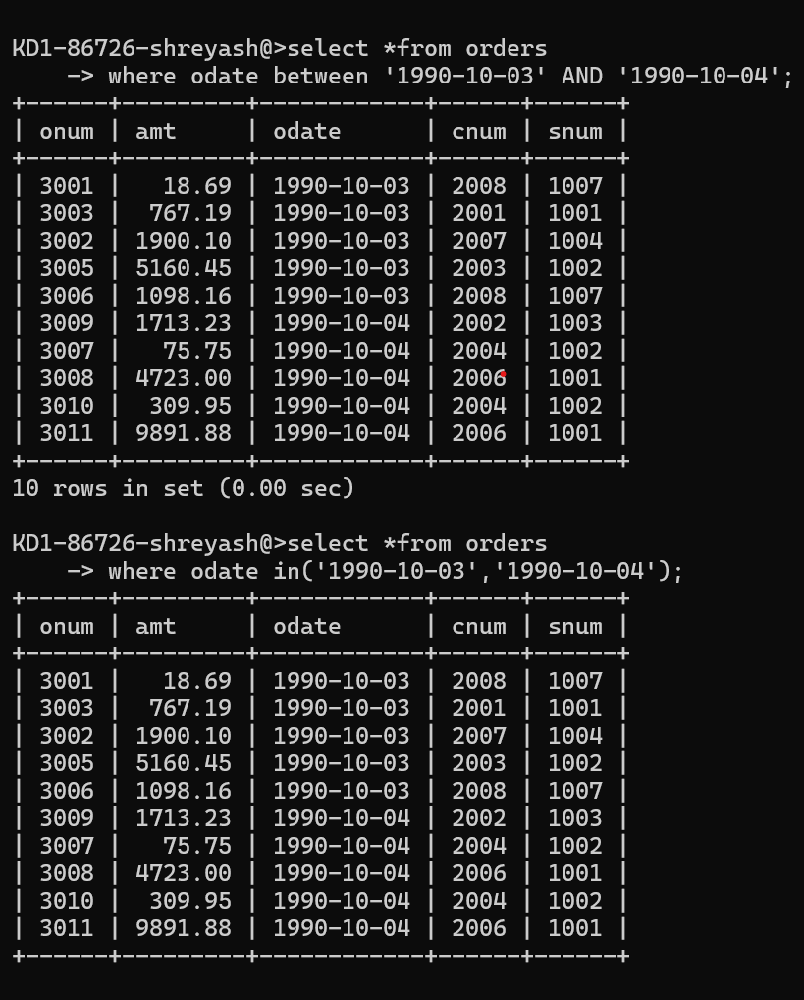 KD1-86726-shreyash@>select *from orders
    -> where odate between '1990-10-03' AND '1990-10-04';
+------+---------+------------+------+------+
| onum | amt     | odate      | cnum | snum |
+------+---------+------------+------+------+
| 3001 |   18.69 | 1990-10-03 | 2008 | 1007 |
| 3003 |  767.19 | 1990-10-03 | 2001 | 1001 |
| 3002 | 1900.10 | 1990-10-03 | 2007 | 1004 |
| 3005 | 5160.45 | 1990-10-03 | 2003 | 1002 |
| 3006 | 1098.16 | 1990-10-03 | 2008 | 1007 |
| 3009 | 1713.23 | 1990-10-04 | 2002 | 1003 |
| 3007 |   75.75 | 1990-10-04 | 2004 | 1002 |
| 3008 | 4723.00 | 1990-10-04 | 2006 | 1001 |
| 3010 |  309.95 | 1990-10-04 | 2004 | 1002 |
| 3011 | 9891.88 | 1990-10-04 | 2006 | 1001 |
+------+---------+------------+------+------+
10 rows in set (0.00 sec)
KD1-86726-shreyash@>select *from orders
    -> where odate in('1990-10-03','1990-10-04');
+------+---------+------------+------+------+
| onum | amt     | odate      | cnum | snum |
+------+---------+------------+------+------+
| 3001 |   18.69 | 1990-10-03 | 2008 | 1007 |
| 3003 |  767.19 | 1990-10-03 | 2001 | 1001 |
| 3002 | 1900.10 | 1990-10-03 | 2007 | 1004 |
| 3005 | 5160.45 | 1990-10-03 | 2003 | 1002 |
| 3006 | 1098.16 | 1990-10-03 | 2008 | 1007 |
| 3009 | 1713.23 | 1990-10-04 | 2002 | 1003 |
| 3007 |   75.75 | 1990-10-04 | 2004 | 1002 |
| 3008 | 4723.00 | 1990-10-04 | 2006 | 1001 |
| 3010 |  309.95 | 1990-10-04 | 2004 | 1002 |
| 3011 | 9891.88 | 1990-10-04 | 2006 | 1001 |
+------+---------+------------+------+------+